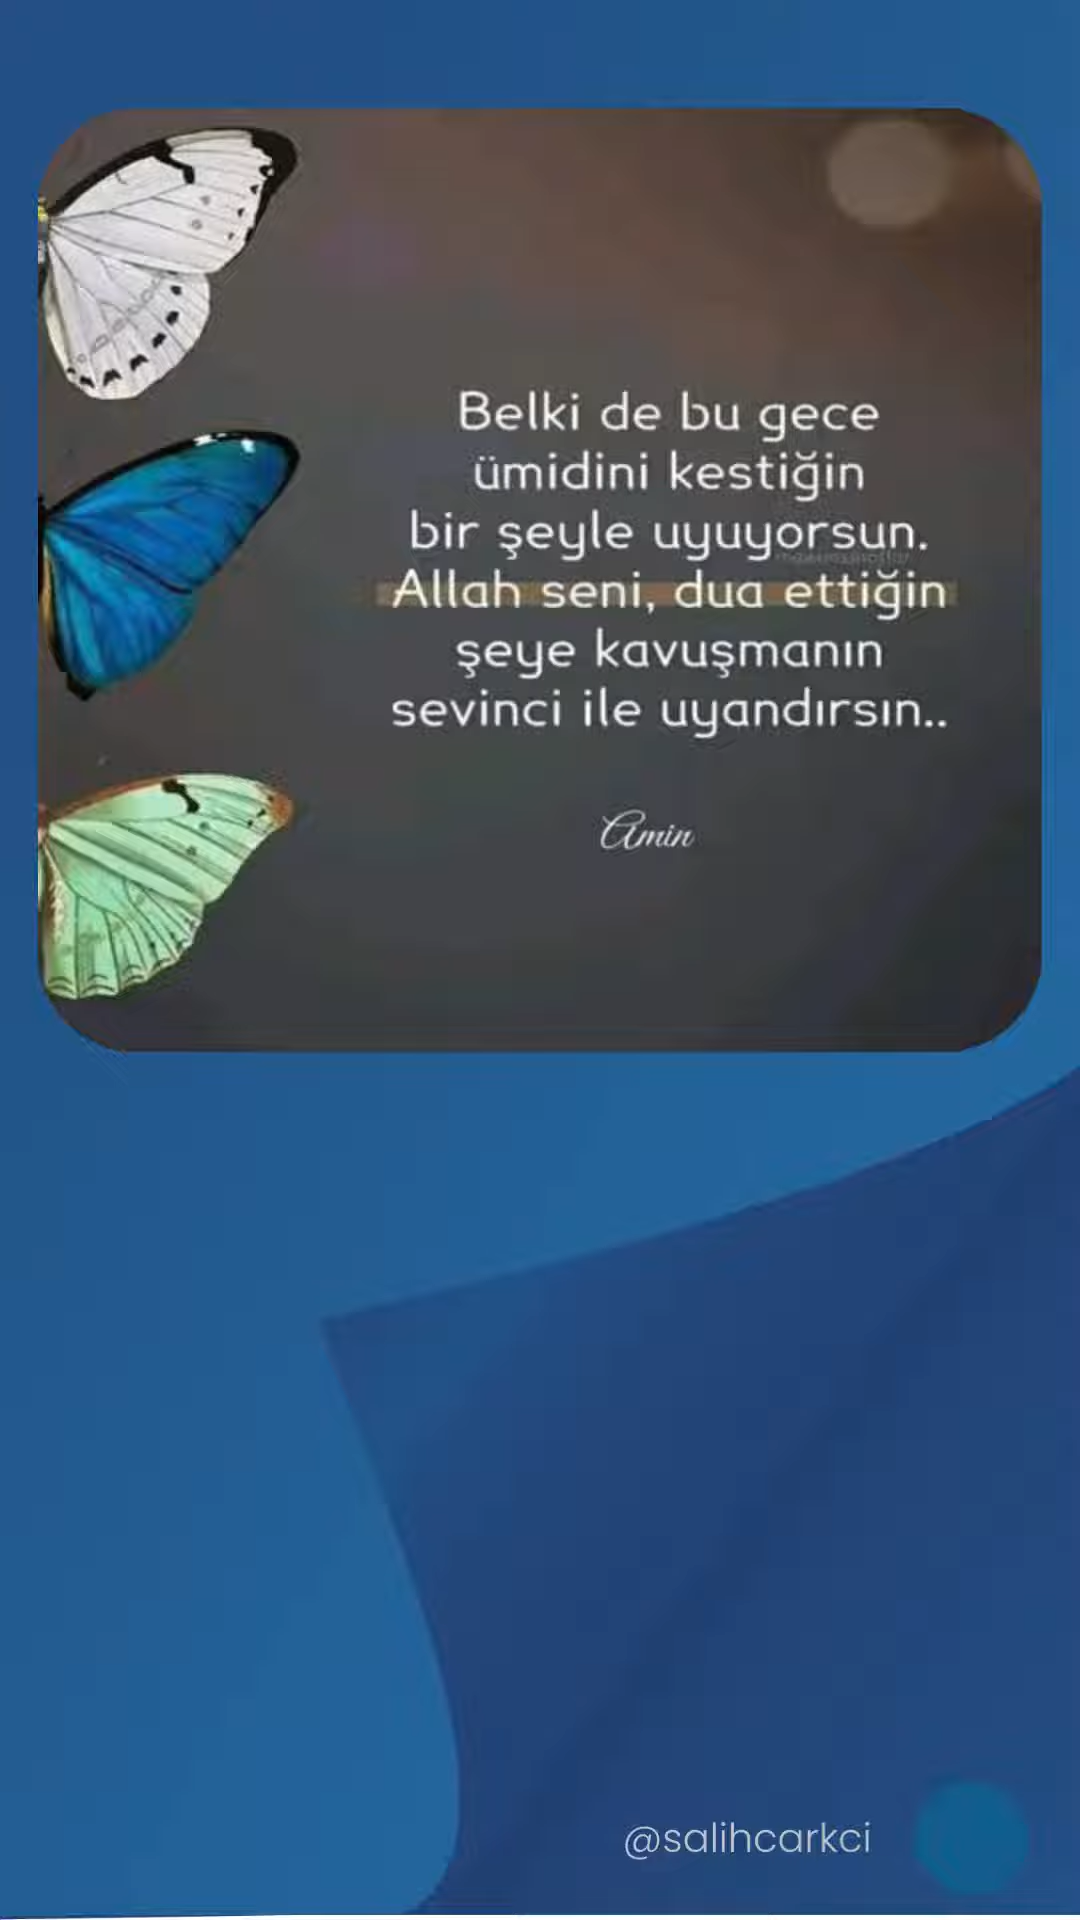 Belki de bu gece
ümidini kestiğin
bir şeyle uyuyorsun.
Allah seni, dua ettiğin
şeye kavuşmanın
sevinci ile uyandırsın..
Amin
@salihcarkci